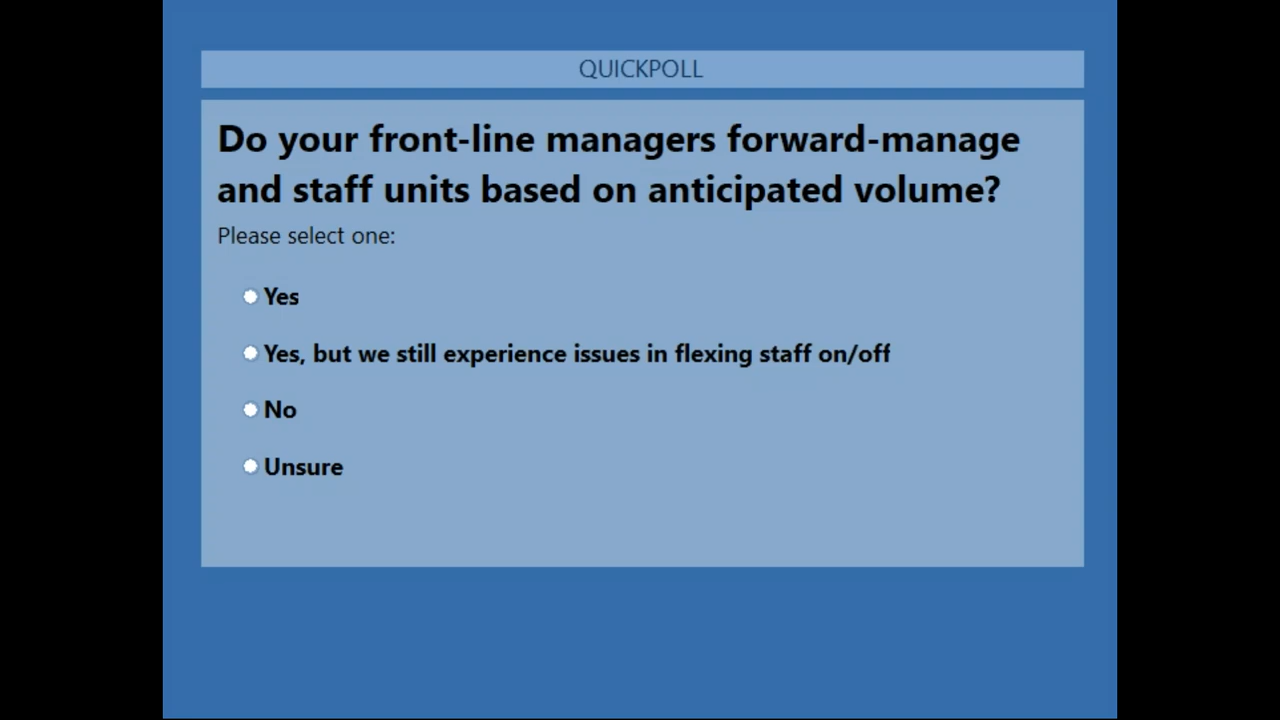 QUICKPOLL
Do your front-line managers forward-manage
and staff units based on anticipated volume?
Please select one:
Yes
Yes, but we still experience issues in flexing staff on/off
No
Unsure